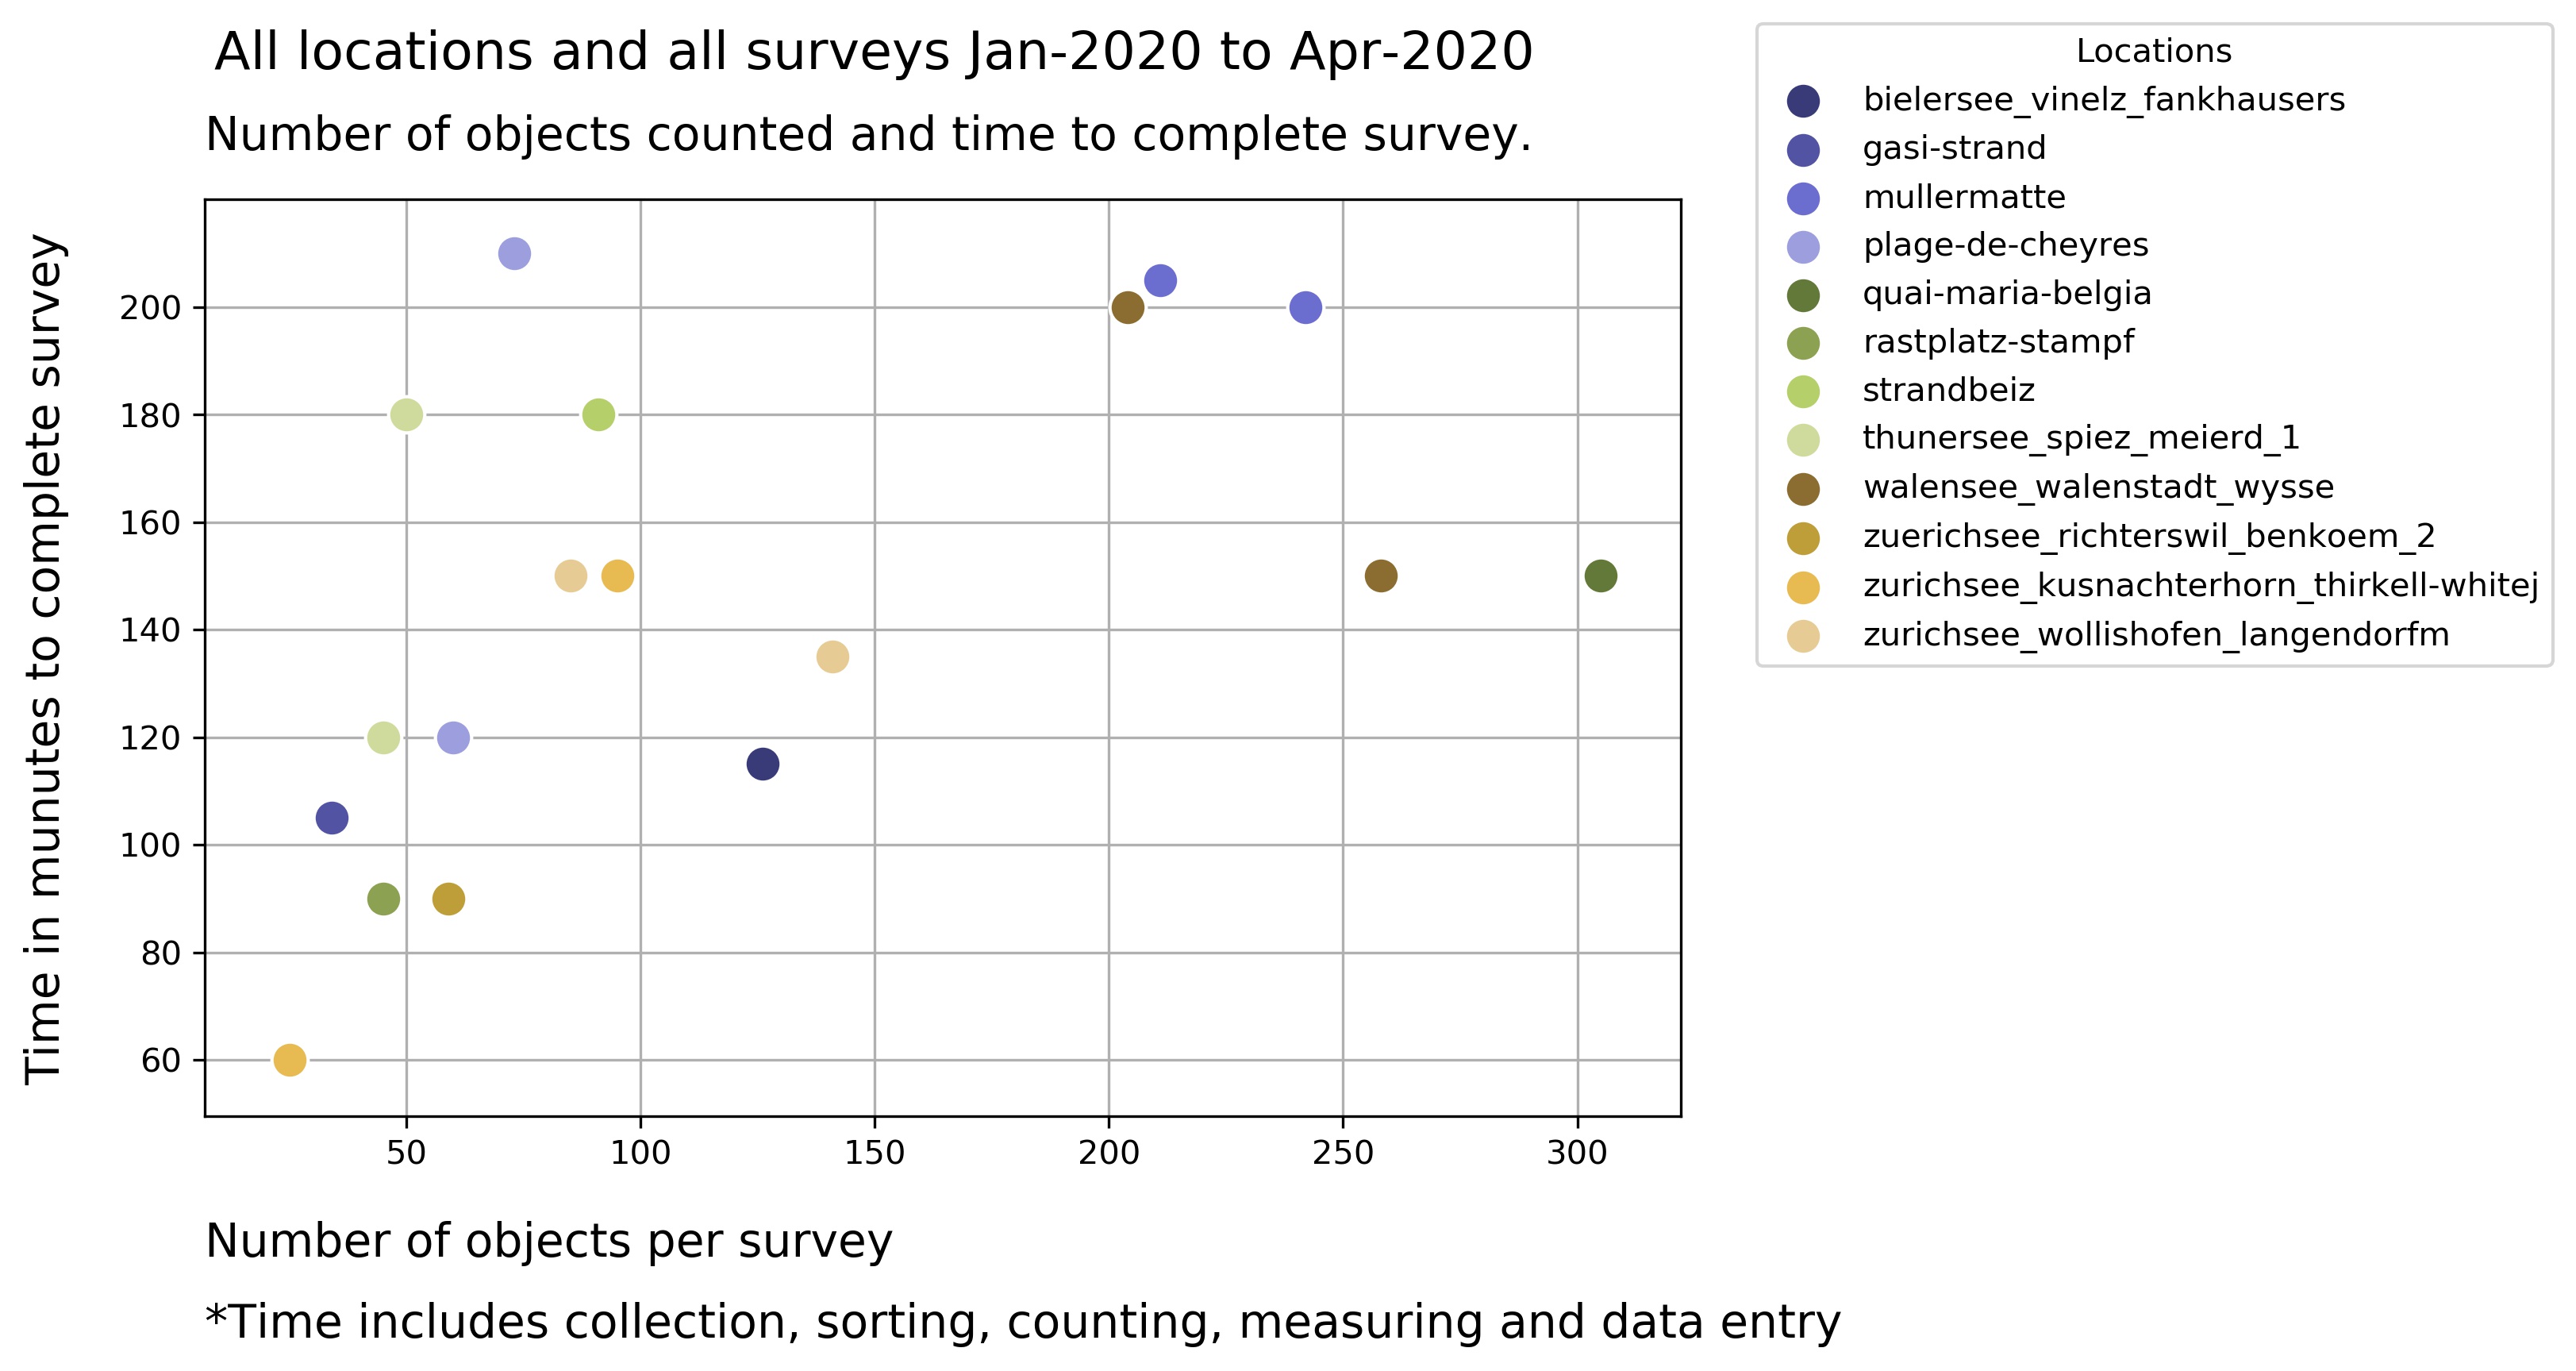 All locations and all surveys Jan-2020 to Apr-2020
Number of objects counted and time to complete survey.
Time in munutes to complete survey
200
180
160
140
120
100
80
60
50
100
150
200
250
300
Number of objects per survey
*Time includes collection, sorting, counting, measuring and data entry
Locations
bielersee_vinelz_fankhausers
gasi-strand
mullermatte
plage-de-cheyres
quai-maria-belgia
rastplatz-stampf
strandbeiz
thunersee_spiez_meierd_1
walensee_walenstadt_wysse
zuerichsee_richterswil_benkoem_2
zurichsee_kusnachterhorn_thirkell-whitej
zurichsee_wollishofen_langendorfm